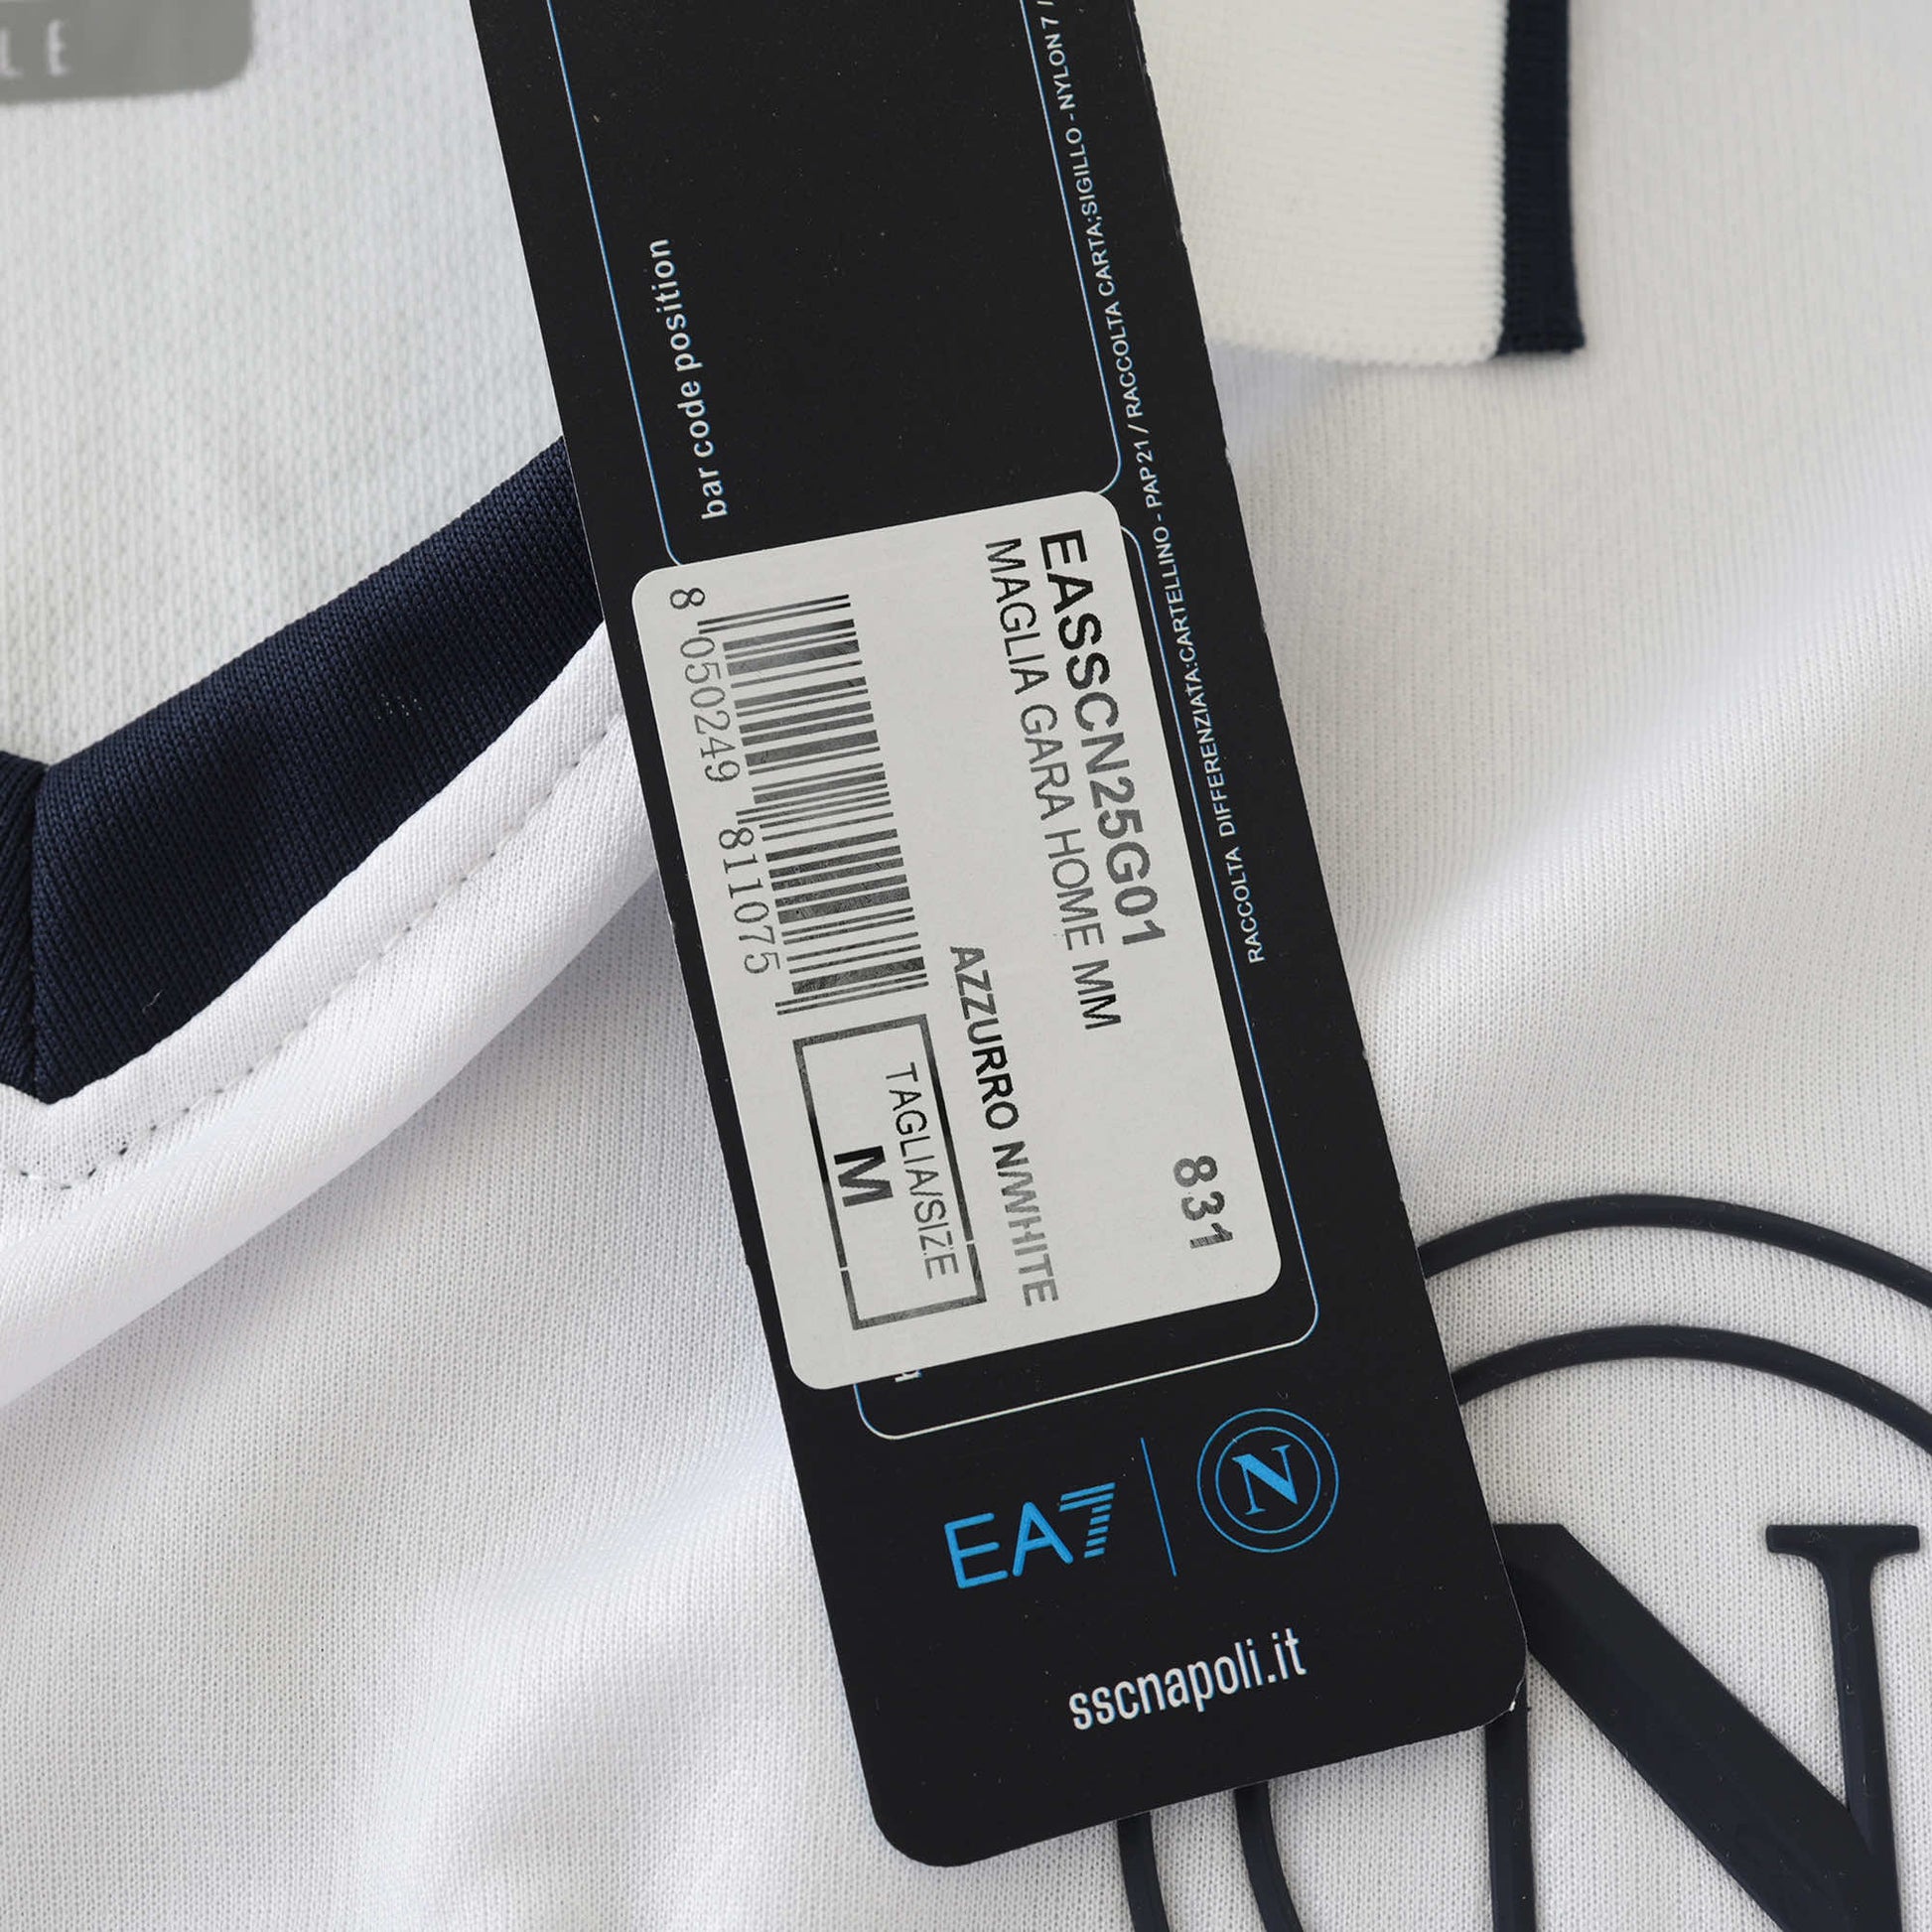 LE
bar code position
RACCOLTA DIFFERENZIATA:CARTELLINO - PAP 21 / RACCOLTA CARTA;SIGILLO - NYLON 7 /
EASSCN25G01
831
MAGLIA GARA HOME MM
AZZURRO N/WHITE
8 050249 811075
TAGLIA/SIZE
M
EA7
N
sscnapoli.it
N